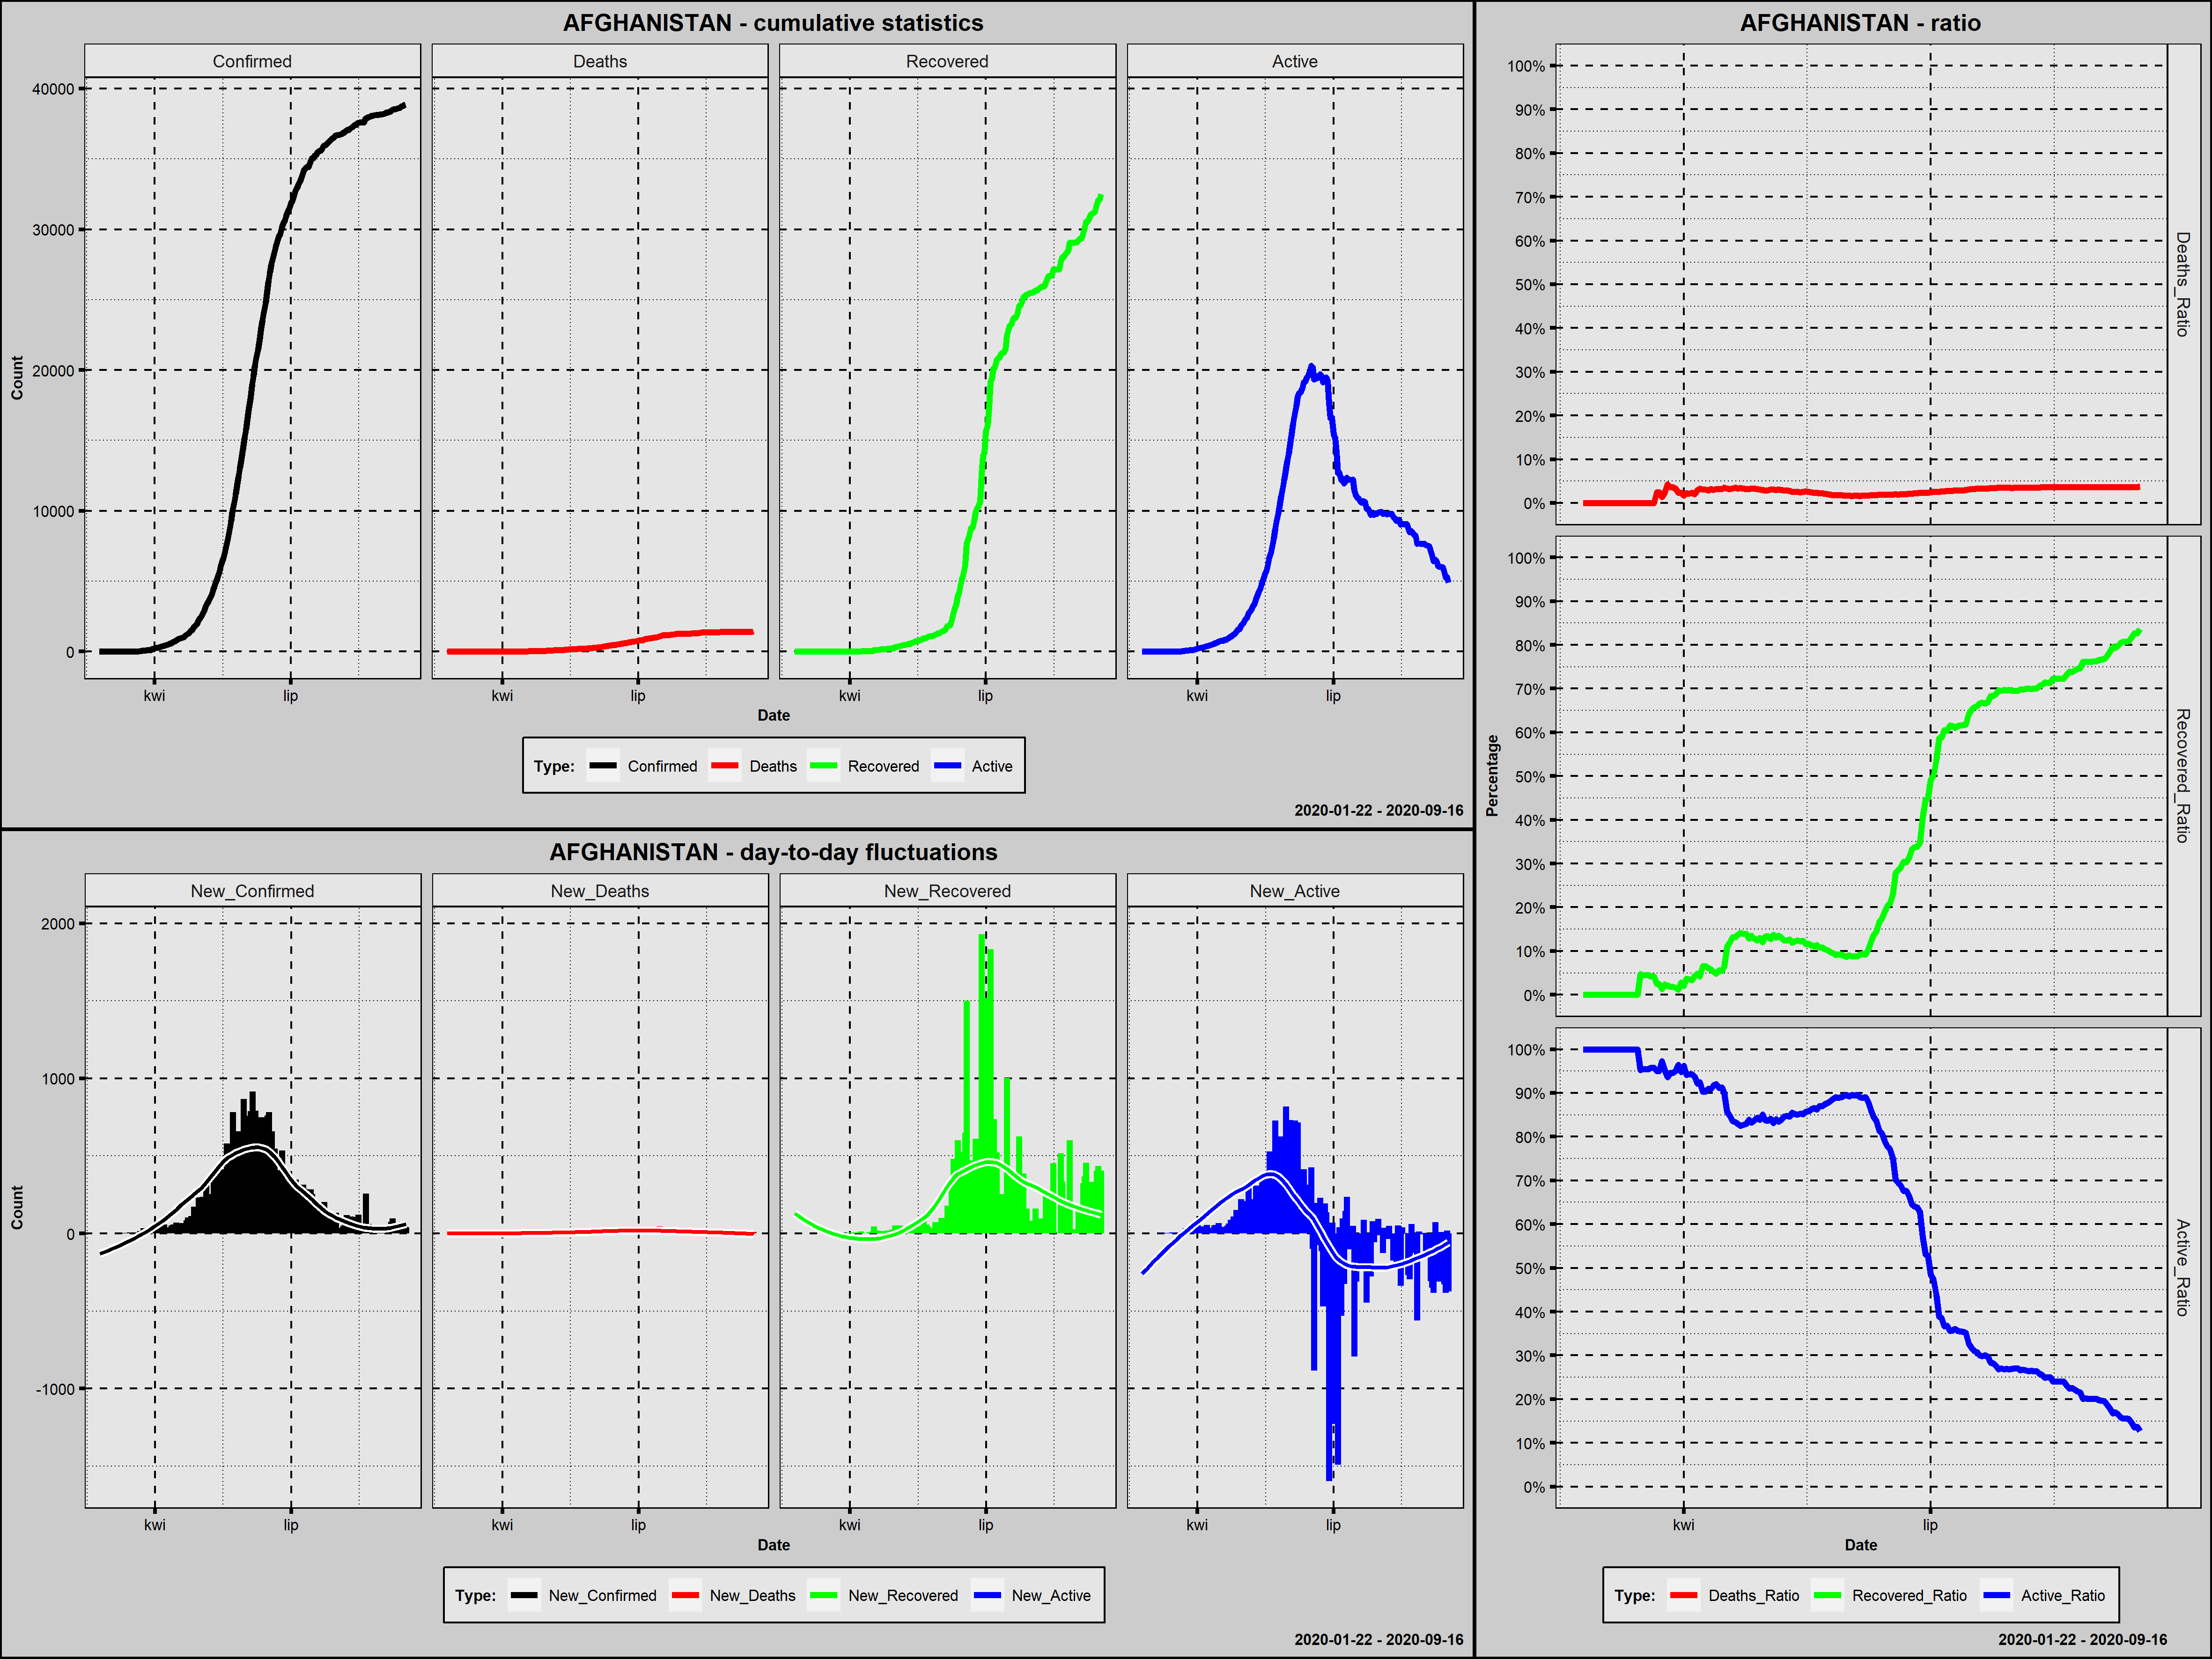 AFGHANISTAN - cumulative statistics
Confirmed Deaths Recovered Active
40000
30000
20000
10000
0
Count
kwi lip kwi lip kwi lip kwi lip
Date
Type: Confirmed Deaths Recovered Active
2020-01-22 - 2020-09-16
AFGHANISTAN - day-to-day fluctuations
New_Confirmed New_Deaths New_Recovered New_Active
2000
1000
0
-1000
Count
kwi lip kwi lip kwi lip kwi lip
Date
Type: New_Confirmed New_Deaths New_Recovered New_Active
2020-01-22 - 2020-09-16
AFGHANISTAN - ratio
100%
90%
80%
70%
60%
50%
40%
30%
20%
10%
0%
Deaths_Ratio
100%
90%
80%
70%
60%
50%
40%
30%
20%
10%
0%
Recovered_Ratio
Percentage
100%
90%
80%
70%
60%
50%
40%
30%
20%
10%
0%
Active_Ratio
kwi lip
Date
Type: Deaths_Ratio Recovered_Ratio Active_Ratio
2020-01-22 - 2020-09-16